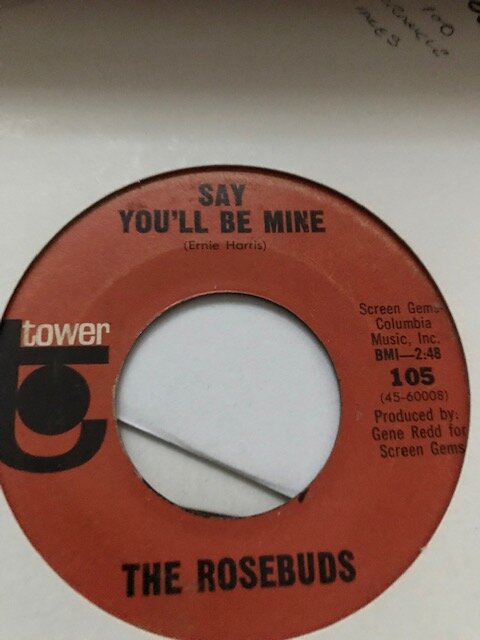 100
SAY
YOU'LL BE MINE
(Ernie Harris)
tower
Screen Gems-
Columbia
Music, Inc.
BMI—2:48
105
(45-60008)
Produced by:
Gene Redd for
Screen Gems
THE ROSEBUDS